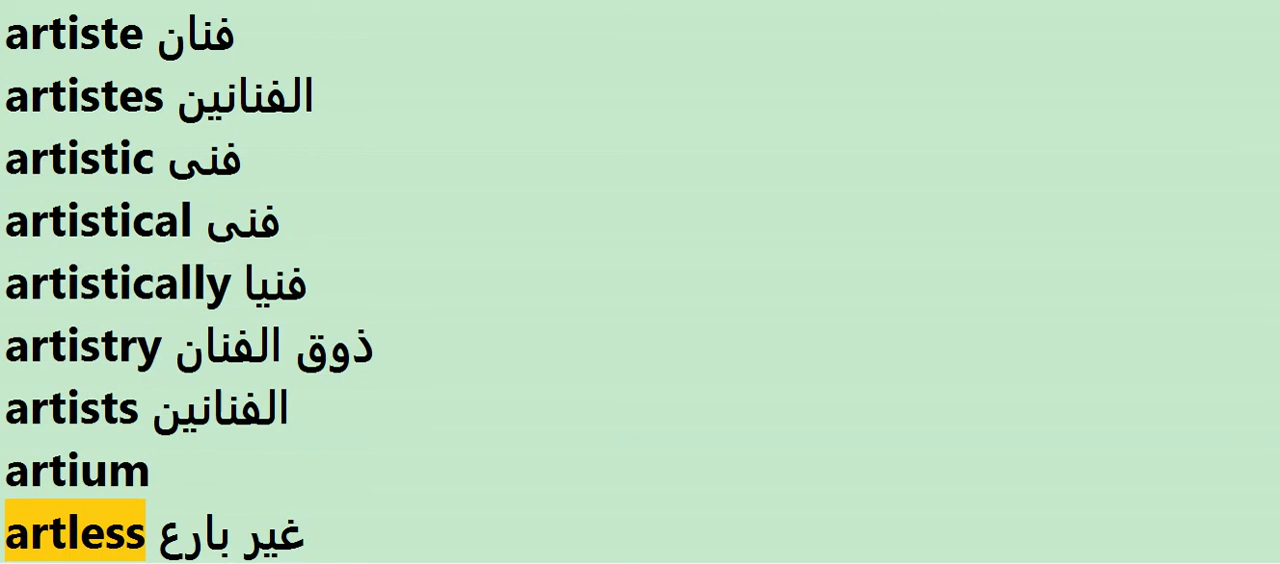 artiste فنان
artistes الفنانين
artistic فنى
artistical فنى
artistically فنيا
artistry ذوق الفنان
artists الفنانين
artium
artless غير بارع